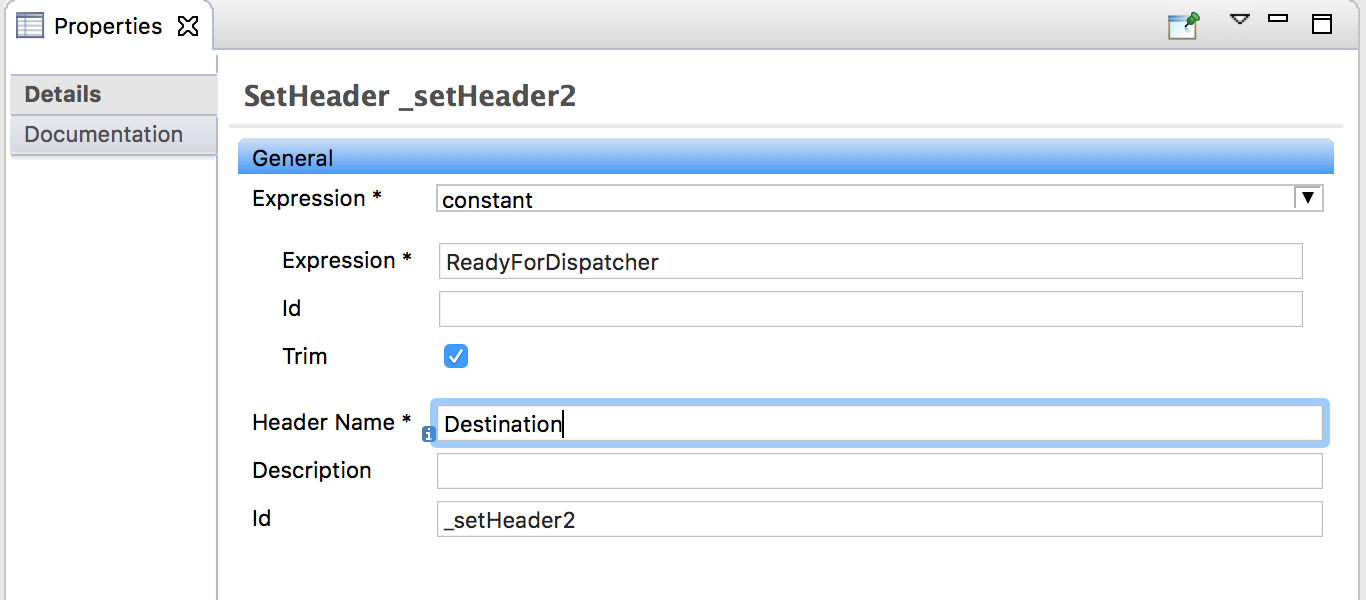 Properties
Details
Documentation
SetHeader _setHeader2
General
Expression * constant
Expression * ReadyForDispatcher
Id
Trim
Header Name * Destination
Description
Id _setHeader2